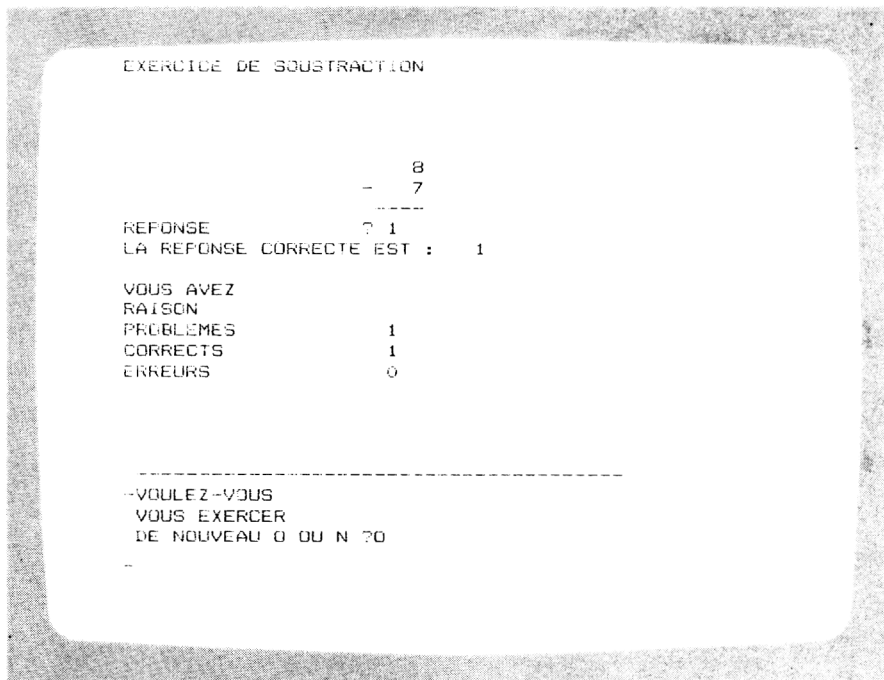 EXERCICE DE SOUSTRACTION
8
- 7
----
REPONSE ? 1
LA REPONSE CORRECTE EST : 1
VOUS AVEZ
RAISON
PROBLEMES 1
CORRECTS 1
ERREURS 0
----------------------------------------
-VOULEZ-VOUS
VOUS EXERCER
DE NOUVEAU O OU N ?O
-